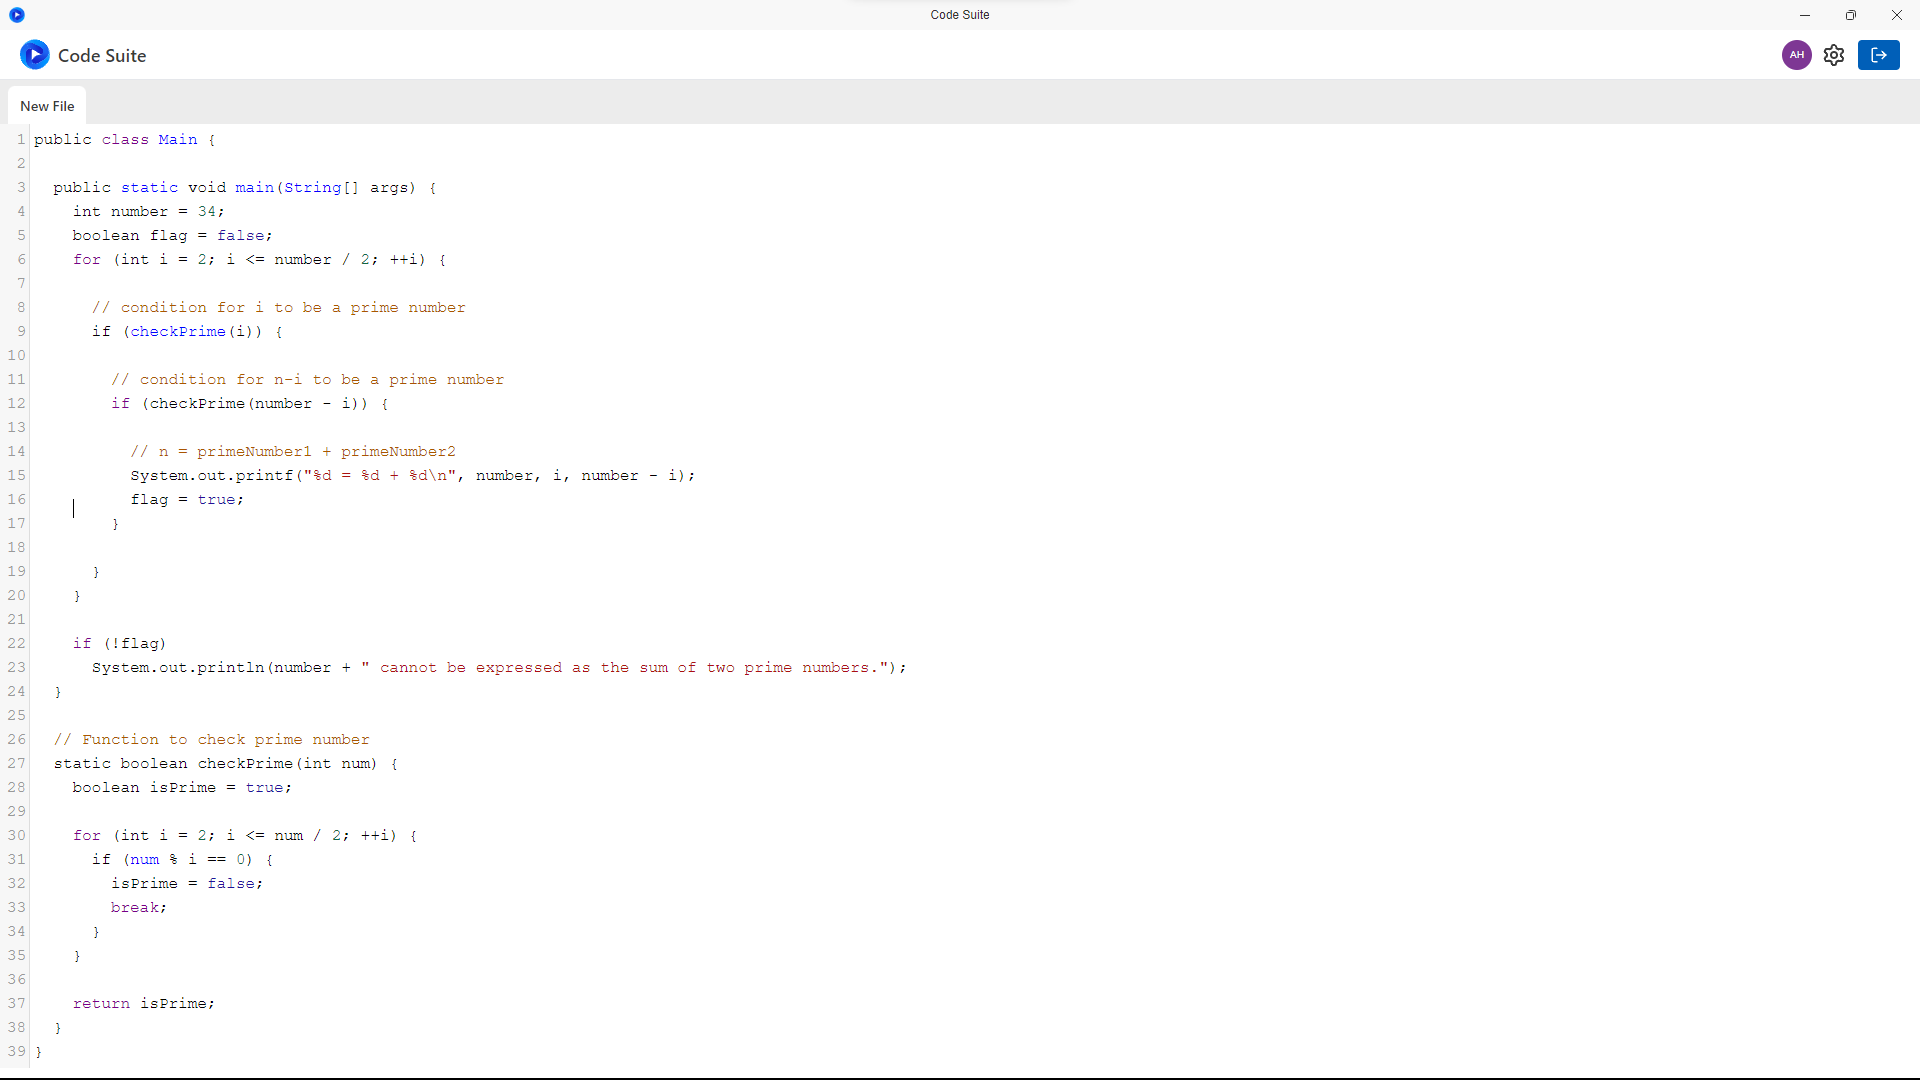 Code Suite
Code Suite
AH
New File
1 public class Main {
2
3   public static void main(String[] args) {
4     int number = 34;
5     boolean flag = false;
6     for (int i = 2; i <= number / 2; ++i) {
7
8       // condition for i to be a prime number
9       if (checkPrime(i)) {
10
11         // condition for n-i to be a prime number
12         if (checkPrime(number - i)) {
13
14           // n = primeNumber1 + primeNumber2
15           System.out.printf("%d = %d + %d\n", number, i, number - i);
16           flag = true;
17         }
18
19       }
20     }
21
22     if (!flag)
23       System.out.println(number + " cannot be expressed as the sum of two prime numbers.");
24   }
25
26   // Function to check prime number
27   static boolean checkPrime(int num) {
28     boolean isPrime = true;
29
30     for (int i = 2; i <= num / 2; ++i) {
31       if (num % i == 0) {
32         isPrime = false;
33         break;
34       }
35     }
36
37     return isPrime;
38   }
39 }